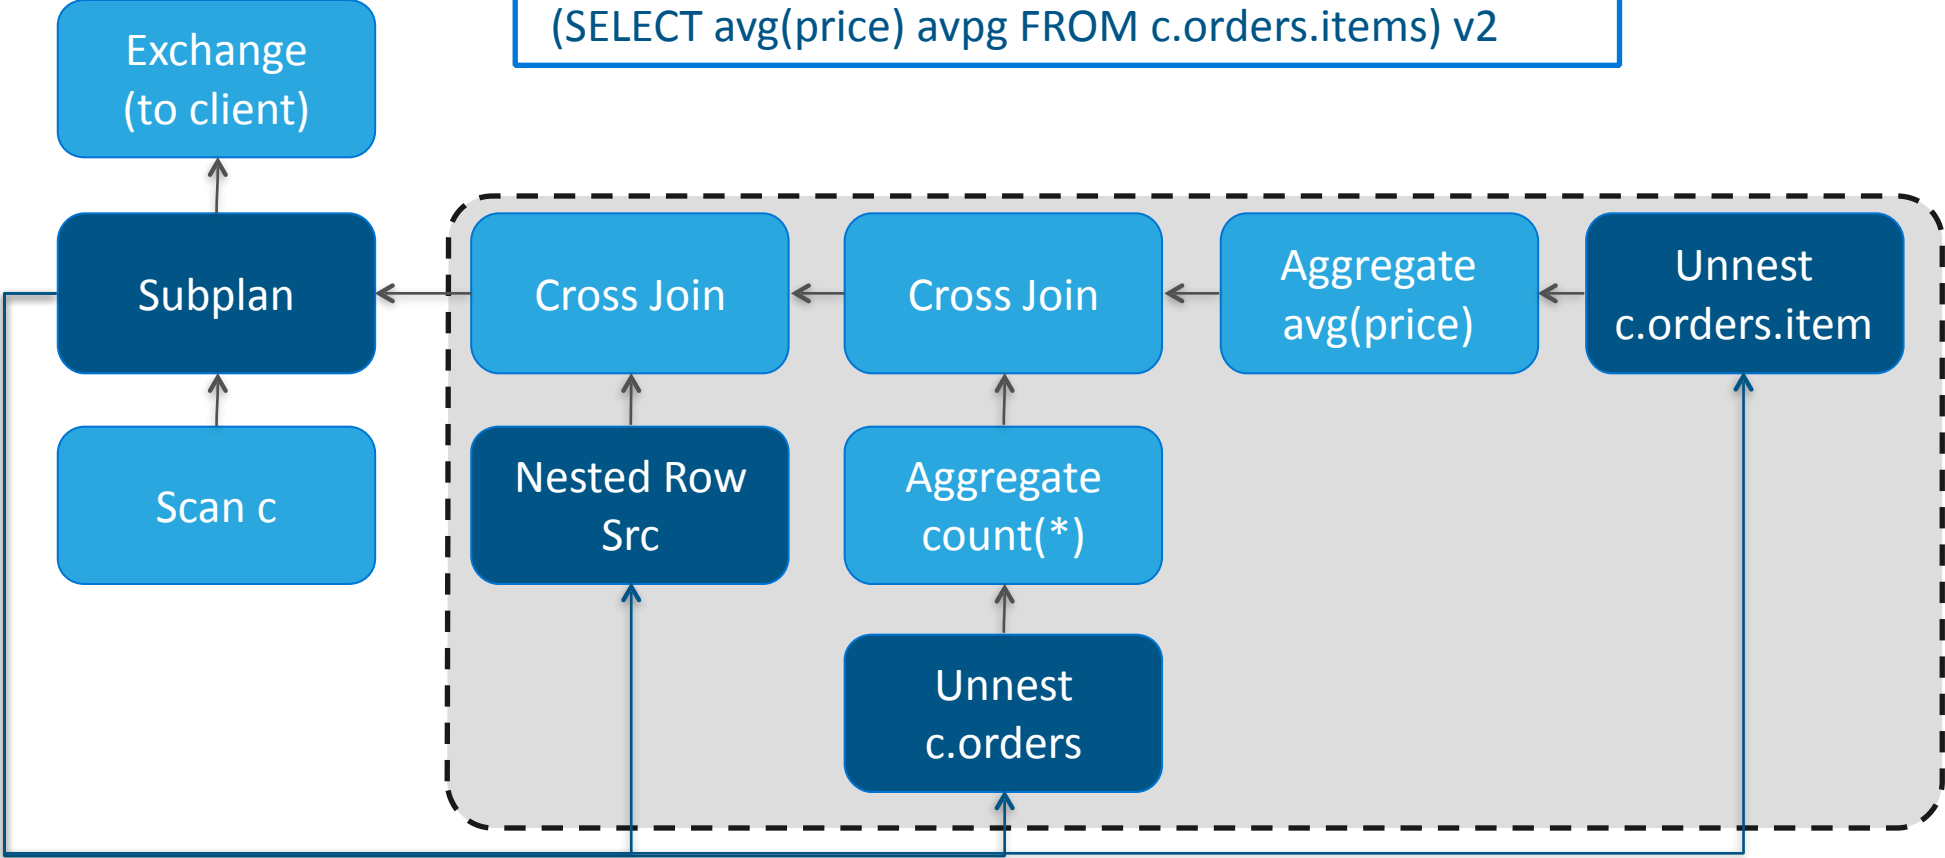 (SELECT avg(price) avpg FROM c.orders.items) v2
Exchange
(to client)
Subplan
Cross Join
Cross Join
Aggregate
avg(price)
Unnest
c.orders.item
Scan c
Nested Row
Src
Aggregate
count(*)
Unnest
c.orders